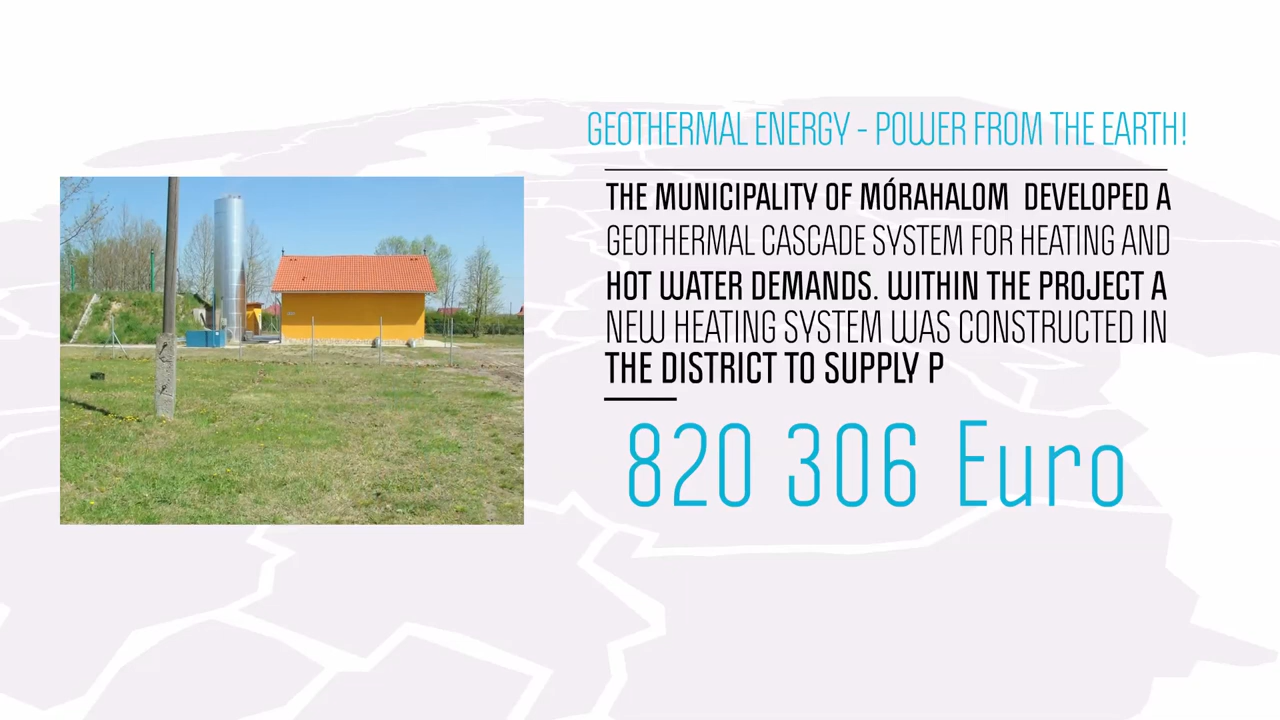 GEOTHERMAL ENERGY - POWER FROM THE EARTH!
THE MUNICIPALITY OF MÓRAHALOM DEVELOPED A
GEOTHERMAL CASCADE SYSTEM FOR HEATING AND
HOT WATER DEMANDS. WITHIN THE PROJECT A
NEW HEATING SYSTEM WAS CONSTRUCTED IN
THE DISTRICT TO SUPPLY P
820 306 Euro